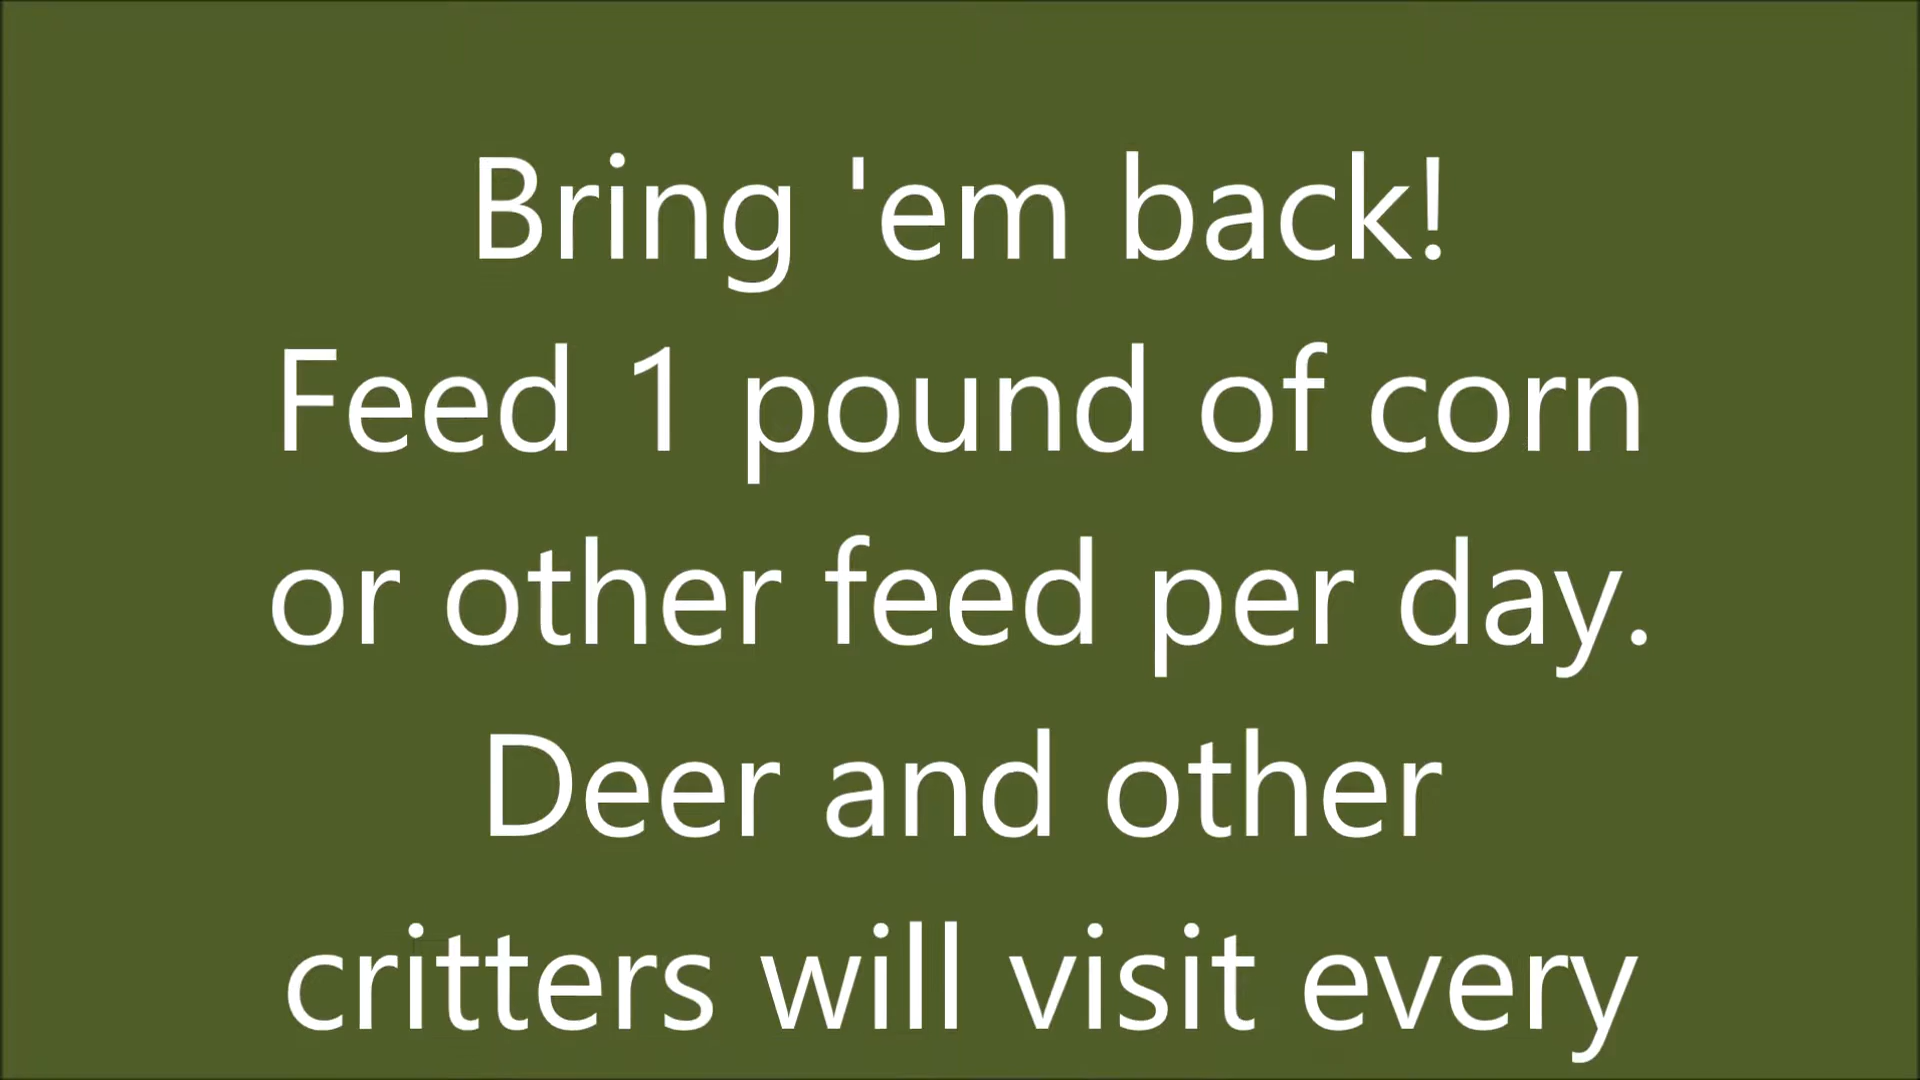 Bring 'em back!
Feed 1 pound of corn
or other feed per day.
Deer and other
critters will visit every